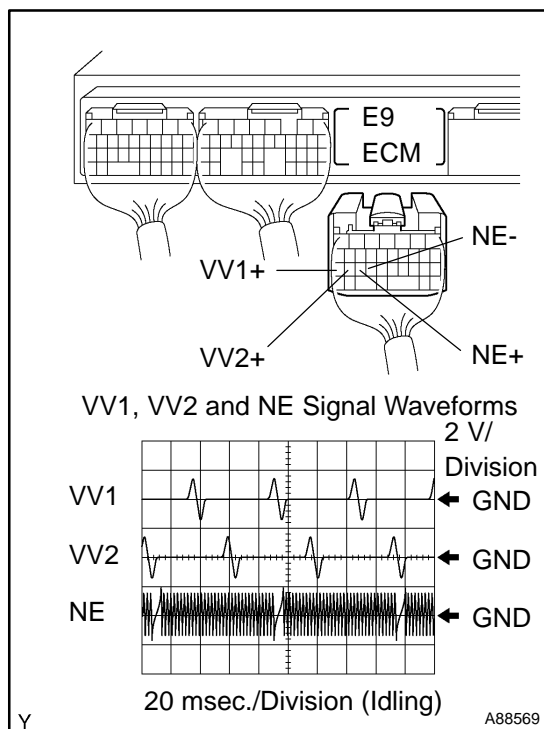 E9
ECM
NE-
VV1+
VV2+
NE+
VV1, VV2 and NE Signal Waveforms
2 V/
Division
VV1
GND
VV2
GND
NE
GND
20 msec./Division (Idling)
Y
A88569